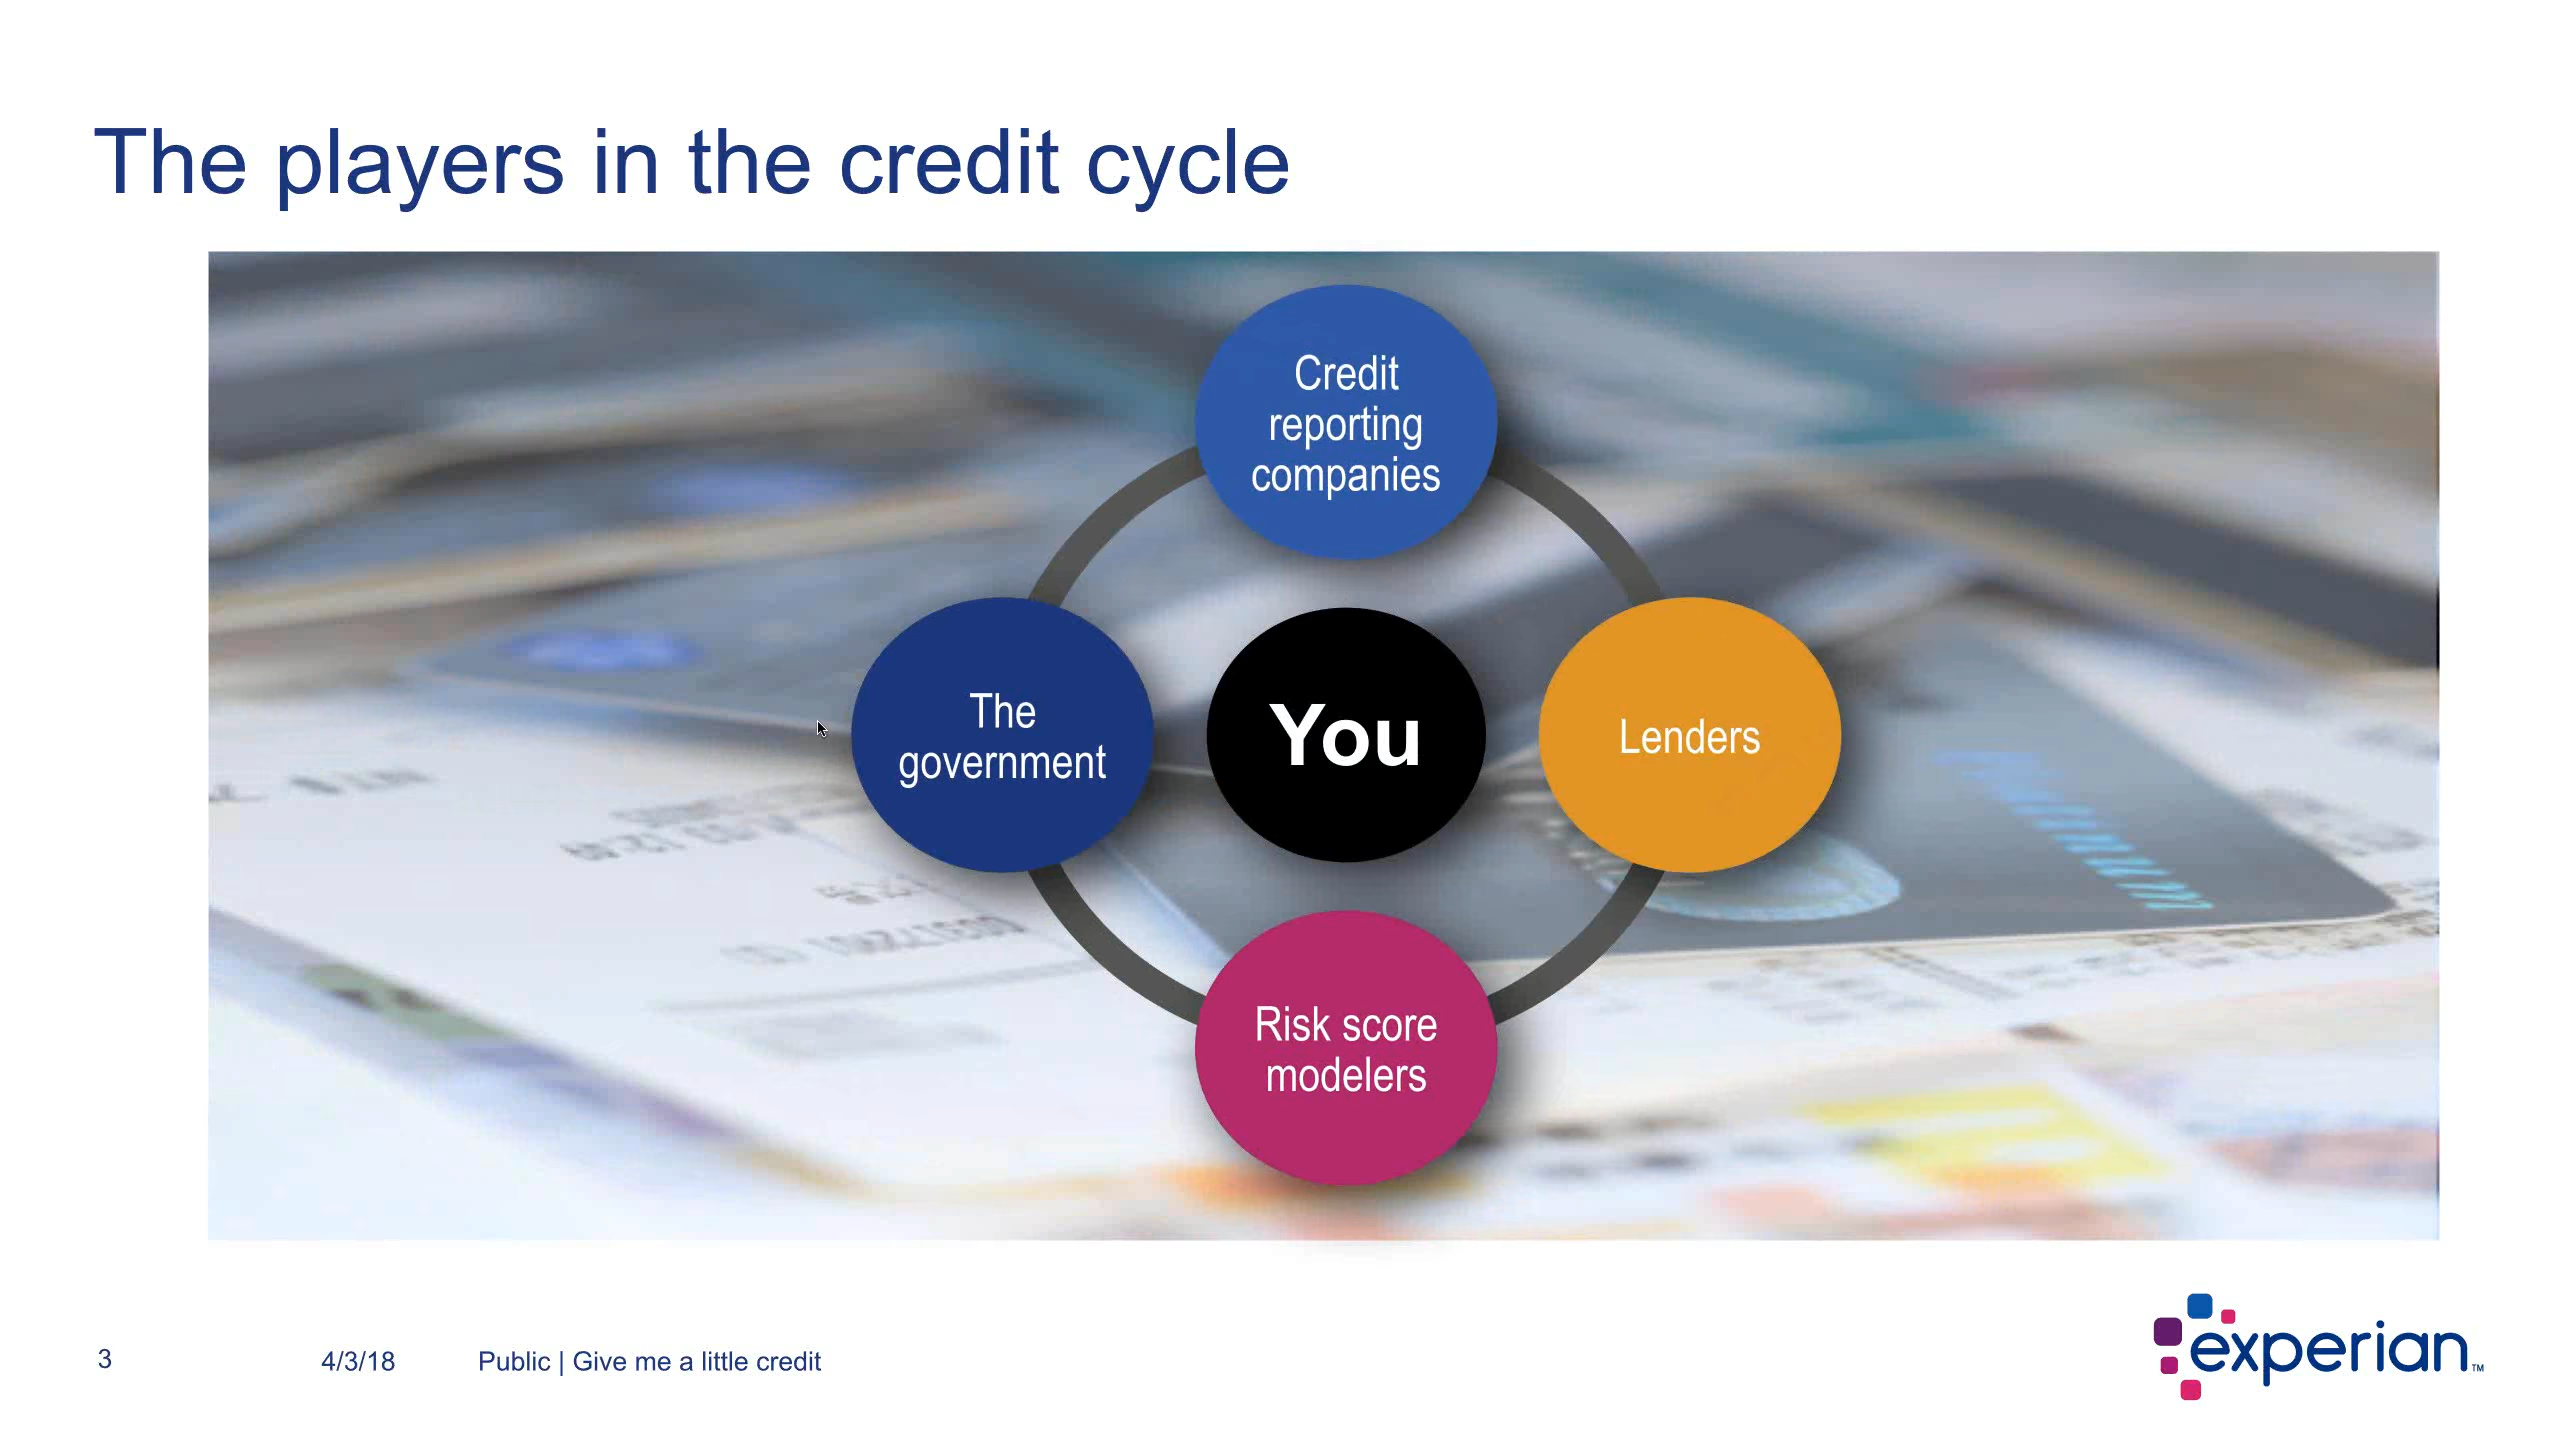 The players in the credit cycle
Credit
reporting
companies
The
government
You
Lenders
Risk score
modelers
3
4/3/18
Public | Give me a little credit
experian™